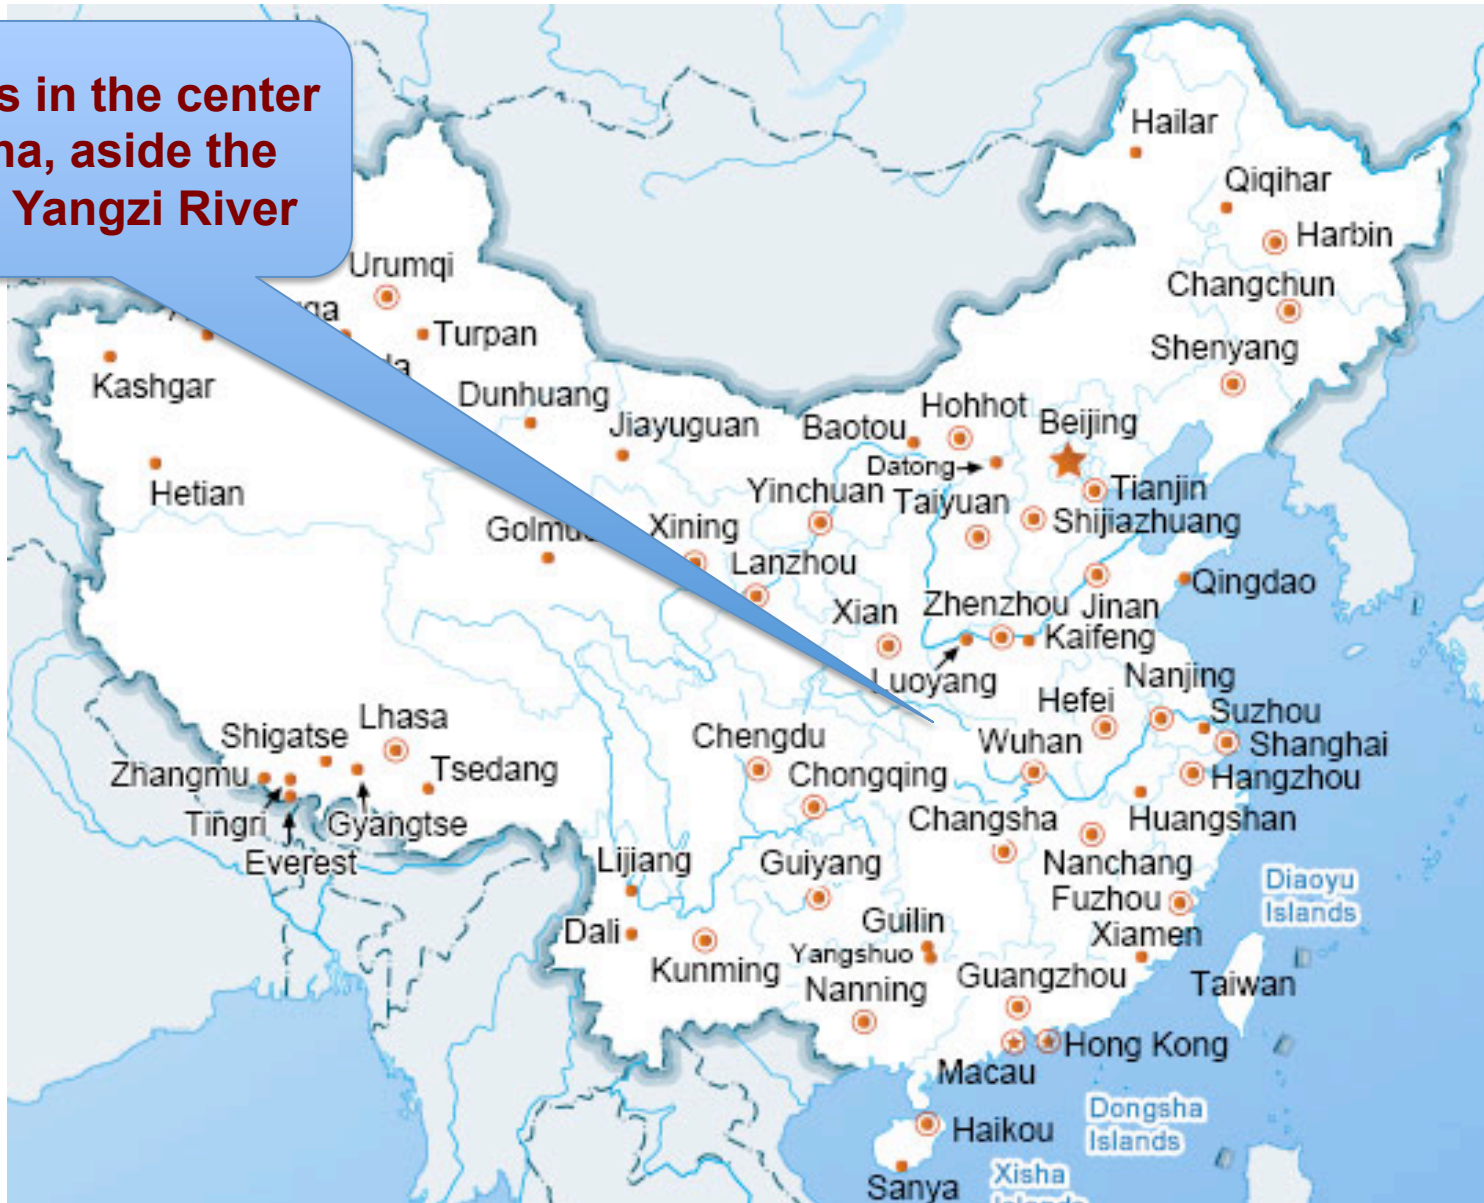 s in the center
na, aside the
Yangzi River
Hailar
Qiqihar
Harbin
Changchun
Shenyang
Urumqi
Turpan
Kashgar
Hetian
Dunhuang
Jiayuguan
Baotou
Hohhot
Beijing
Datong
Tianjin
Yinchuan
Taiyuan
Shijiazhuang
Xining
Lanzhou
Jinan
Qingdao
Xian
Zhenzhou
Kaifeng
Luoyang
Nanjing
Hefei
Suzhou
Shanghai
Wuhan
Hangzhou
Lhasa
Shigatse
Zhangmu
Tsedang
Tingri
Gyangtse
Everest
Chengdu
Chongqing
Changsha
Huangshan
Nanchang
Lijiang
Guiyang
Fuzhou
Diaoyu
Islands
Dali
Guilin
Xiamen
Kunming
Yangshuo
Nanning
Guangzhou
Taiwan
Hong Kong
Macau
Dongsha
Islands
Haikou
Sanya
Xisha